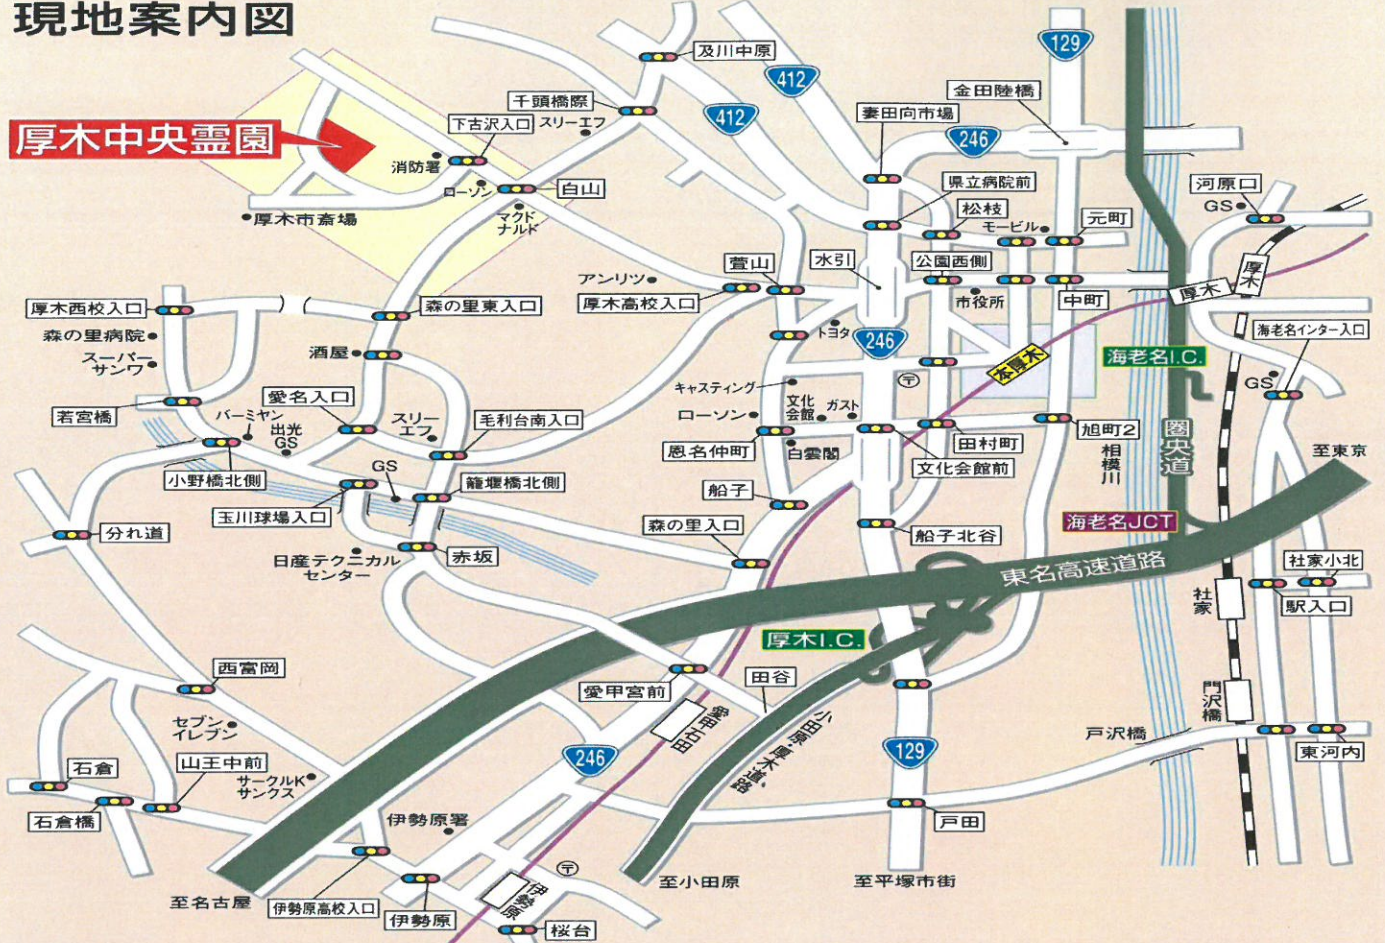 現地案内図
厚木中央霊園
及川中原
412
412
129
金田陸橋
千頭橋際
スリーエフ
下古沢入口
消防署
ローソン
白山
マクド
ナルド
厚木市斎場
妻田向市場
246
県立病院前
松枝
モービル
元町
河原口
GS
アンリツ
厚木高校入口
萱山
水引
公園西側
市役所
中町
厚木
厚木
厚木西校入口
森の里病院
スーパー
サンワ
森の里東入口
酒屋
トヨタ
246
本厚木
海老名I.C.
海老名インター入口
GS
若宮橋
バーミヤン
出光
GS
愛名入口
スリー
エフ
毛利台南入口
キャスティング
ローソン
文化
会館
ガスト
〒
恩名仲町
白雲閣
文化会館前
田村町
旭町2
相模川
圏央道
至東京
小野橋北側
GS
玉川球場入口
籠堰橋北側
船子
森の里入口
船子北谷
海老名JCT
分れ道
日産テクニカル
センター
赤坂
東名高速道路
社家
社家小北
駅入口
厚木I.C.
西富岡
愛甲宮前
田谷
愛甲石田
小田原・厚木道路
門沢橋
セブン
イレブン
246
129
戸沢橋
東河内
石倉
山王中前
サークルK
サンクス
石倉橋
伊勢原署
戸田
至名古屋
伊勢原高校入口
伊勢原
伊勢原
〒
桜台
至小田原
至平塚市街